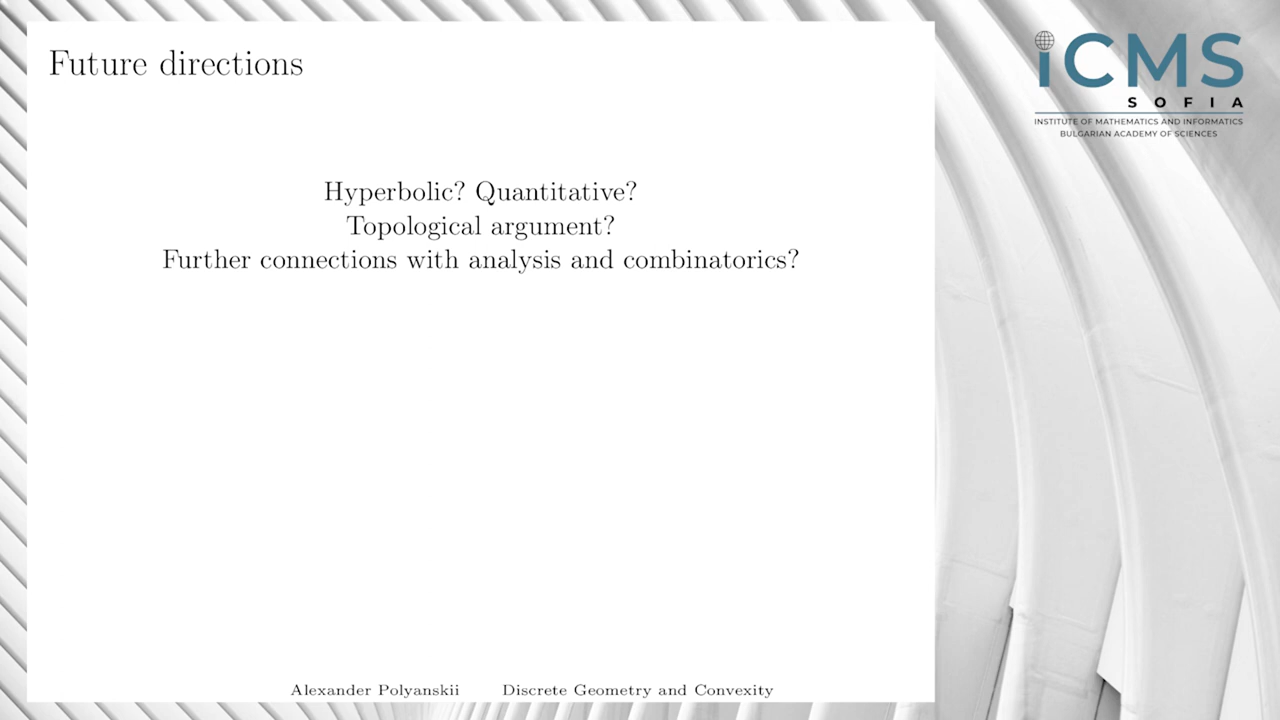 Future directions
Hyperbolic? Quantitative?
Topological argument?
Further connections with analysis and combinatorics?
Alexander Polyanskii Discrete Geometry and Convexity
iCMS
SOFIA
INSTITUTE OF MATHEMATICS AND INFORMATICS
BULGARIAN ACADEMY OF SCIENCES